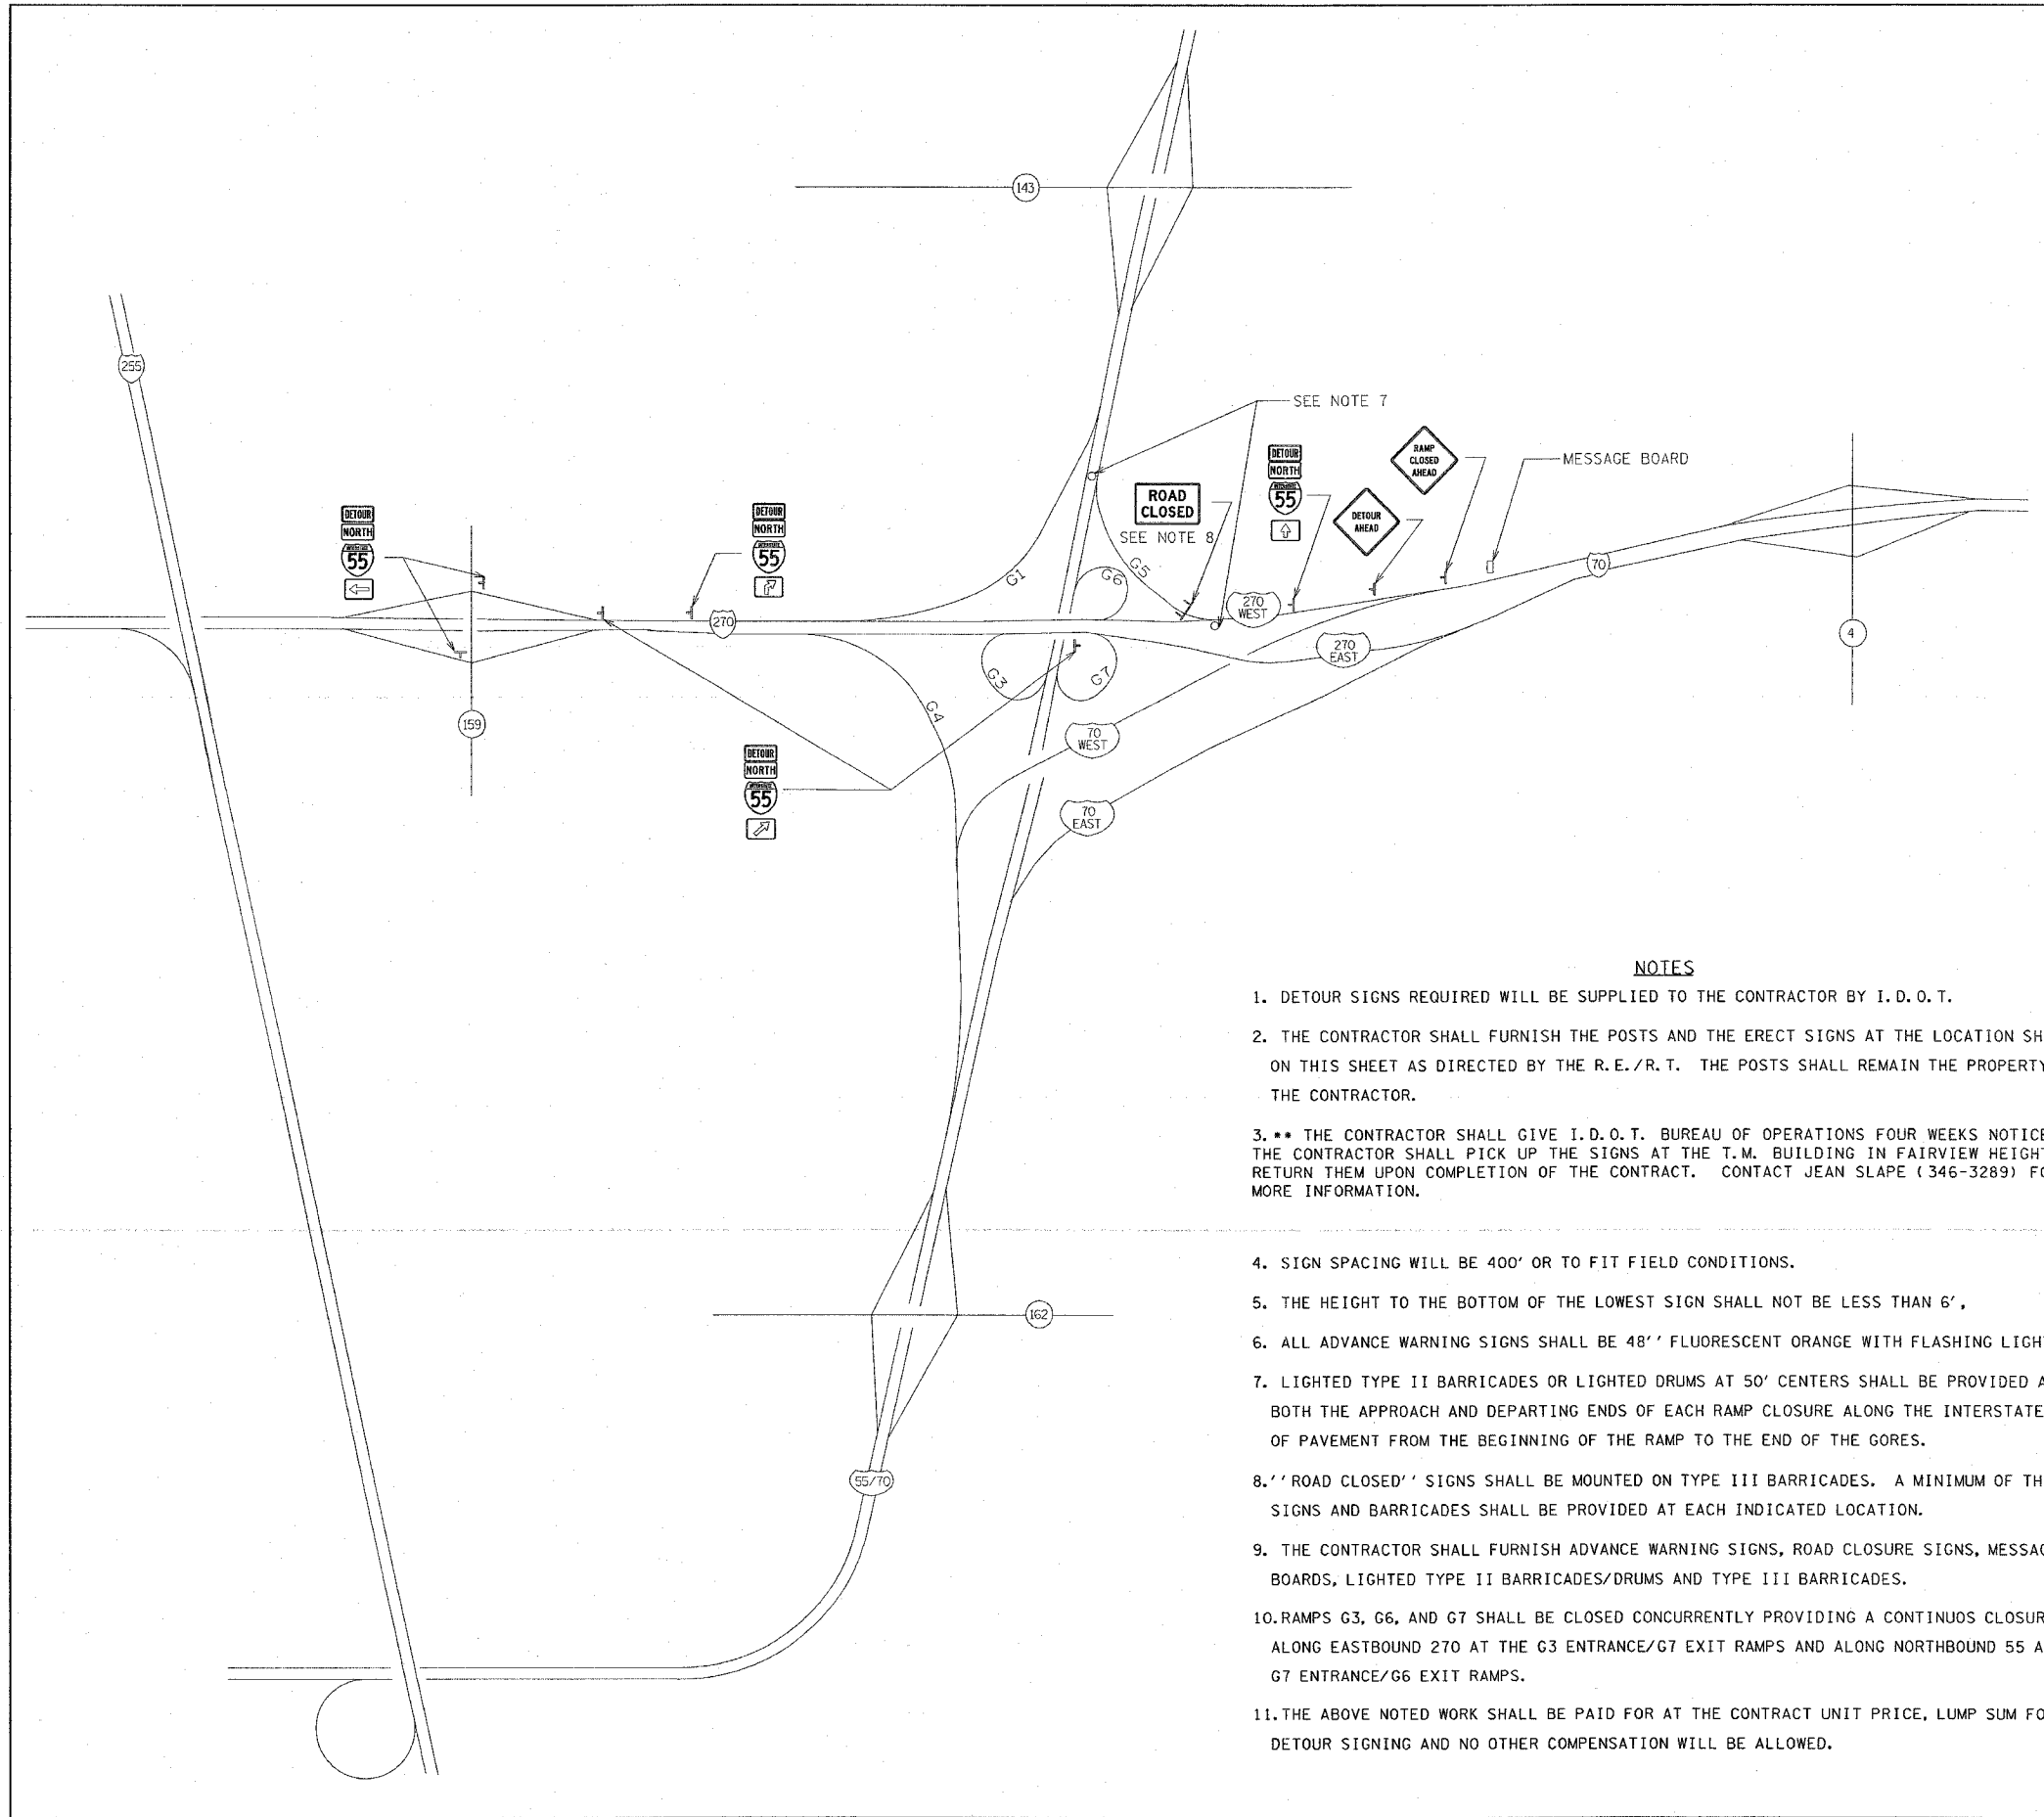 143
255
SEE NOTE 7
RAMP
CLOSED
AHEAD
MESSAGE BOARD
DETOUR
NORTH
INTERSTATE
55
ROAD
CLOSED
SEE NOTE 8
DETOUR
AHEAD
DETOUR
NORTH
INTERSTATE
55
DETOUR
NORTH
INTERSTATE
55
G1
G6
G5
270
WEST
70
270
270
EAST
4
G3
G7
G4
159
70
WEST
DETOUR
NORTH
INTERSTATE
55
70
EAST
162
55/70
NOTES
1. DETOUR SIGNS REQUIRED WILL BE SUPPLIED TO THE CONTRACTOR BY I.D.O.T.
2. THE CONTRACTOR SHALL FURNISH THE POSTS AND THE ERECT SIGNS AT THE LOCATION SH
ON THIS SHEET AS DIRECTED BY THE R.E./R.T. THE POSTS SHALL REMAIN THE PROPERTY
THE CONTRACTOR.
3. ** THE CONTRACTOR SHALL GIVE I.D.O.T. BUREAU OF OPERATIONS FOUR WEEKS NOTICE
THE CONTRACTOR SHALL PICK UP THE SIGNS AT THE T.M. BUILDING IN FAIRVIEW HEIGHT
RETURN THEM UPON COMPLETION OF THE CONTRACT. CONTACT JEAN SLAPE (346-3289) FO
MORE INFORMATION.
4. SIGN SPACING WILL BE 400' OR TO FIT FIELD CONDITIONS.
5. THE HEIGHT TO THE BOTTOM OF THE LOWEST SIGN SHALL NOT BE LESS THAN 6',
6. ALL ADVANCE WARNING SIGNS SHALL BE 48'' FLUORESCENT ORANGE WITH FLASHING LIGH
7. LIGHTED TYPE II BARRICADES OR LIGHTED DRUMS AT 50' CENTERS SHALL BE PROVIDED A
BOTH THE APPROACH AND DEPARTING ENDS OF EACH RAMP CLOSURE ALONG THE INTERSTATE
OF PAVEMENT FROM THE BEGINNING OF THE RAMP TO THE END OF THE GORES.
8. ''ROAD CLOSED'' SIGNS SHALL BE MOUNTED ON TYPE III BARRICADES. A MINIMUM OF TH
SIGNS AND BARRICADES SHALL BE PROVIDED AT EACH INDICATED LOCATION.
9. THE CONTRACTOR SHALL FURNISH ADVANCE WARNING SIGNS, ROAD CLOSURE SIGNS, MESSAG
BOARDS, LIGHTED TYPE II BARRICADES/DRUMS AND TYPE III BARRICADES.
10. RAMPS G3, G6, AND G7 SHALL BE CLOSED CONCURRENTLY PROVIDING A CONTINUOS CLOSUR
ALONG EASTBOUND 270 AT THE G3 ENTRANCE/G7 EXIT RAMPS AND ALONG NORTHBOUND 55 A
G7 ENTRANCE/G6 EXIT RAMPS.
11. THE ABOVE NOTED WORK SHALL BE PAID FOR AT THE CONTRACT UNIT PRICE, LUMP SUM FO
DETOUR SIGNING AND NO OTHER COMPENSATION WILL BE ALLOWED.